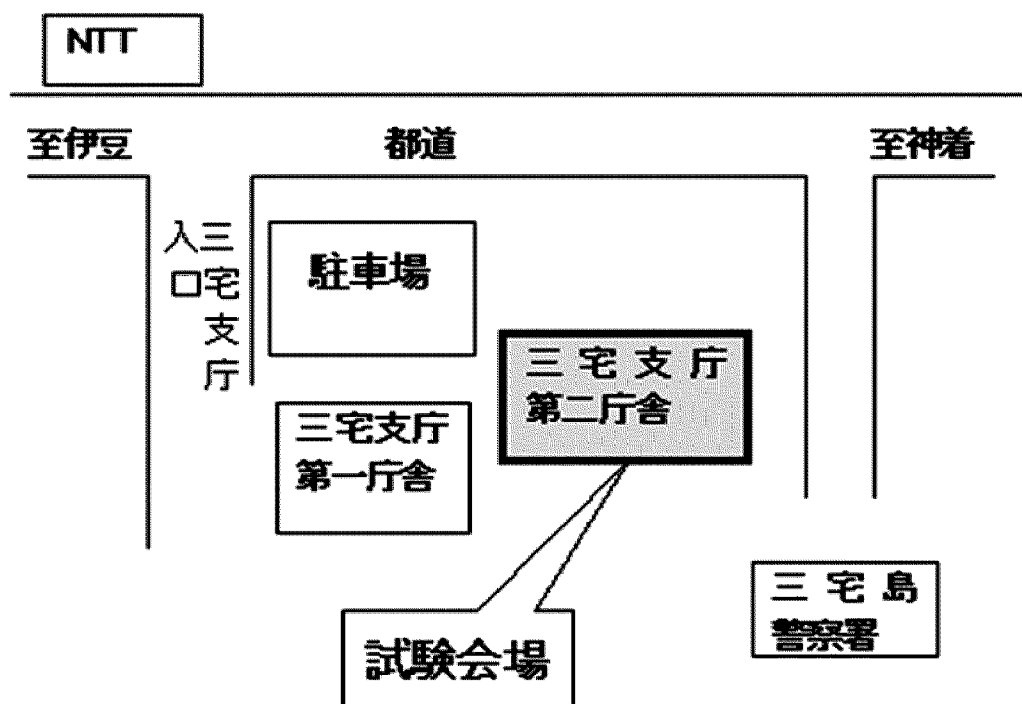 NTT
至伊豆
都道
至神着
三宅支庁
入口
駐車場
三宅支庁
第二庁舎
三宅支庁
第一庁舎
三宅島
警察署
試験会場